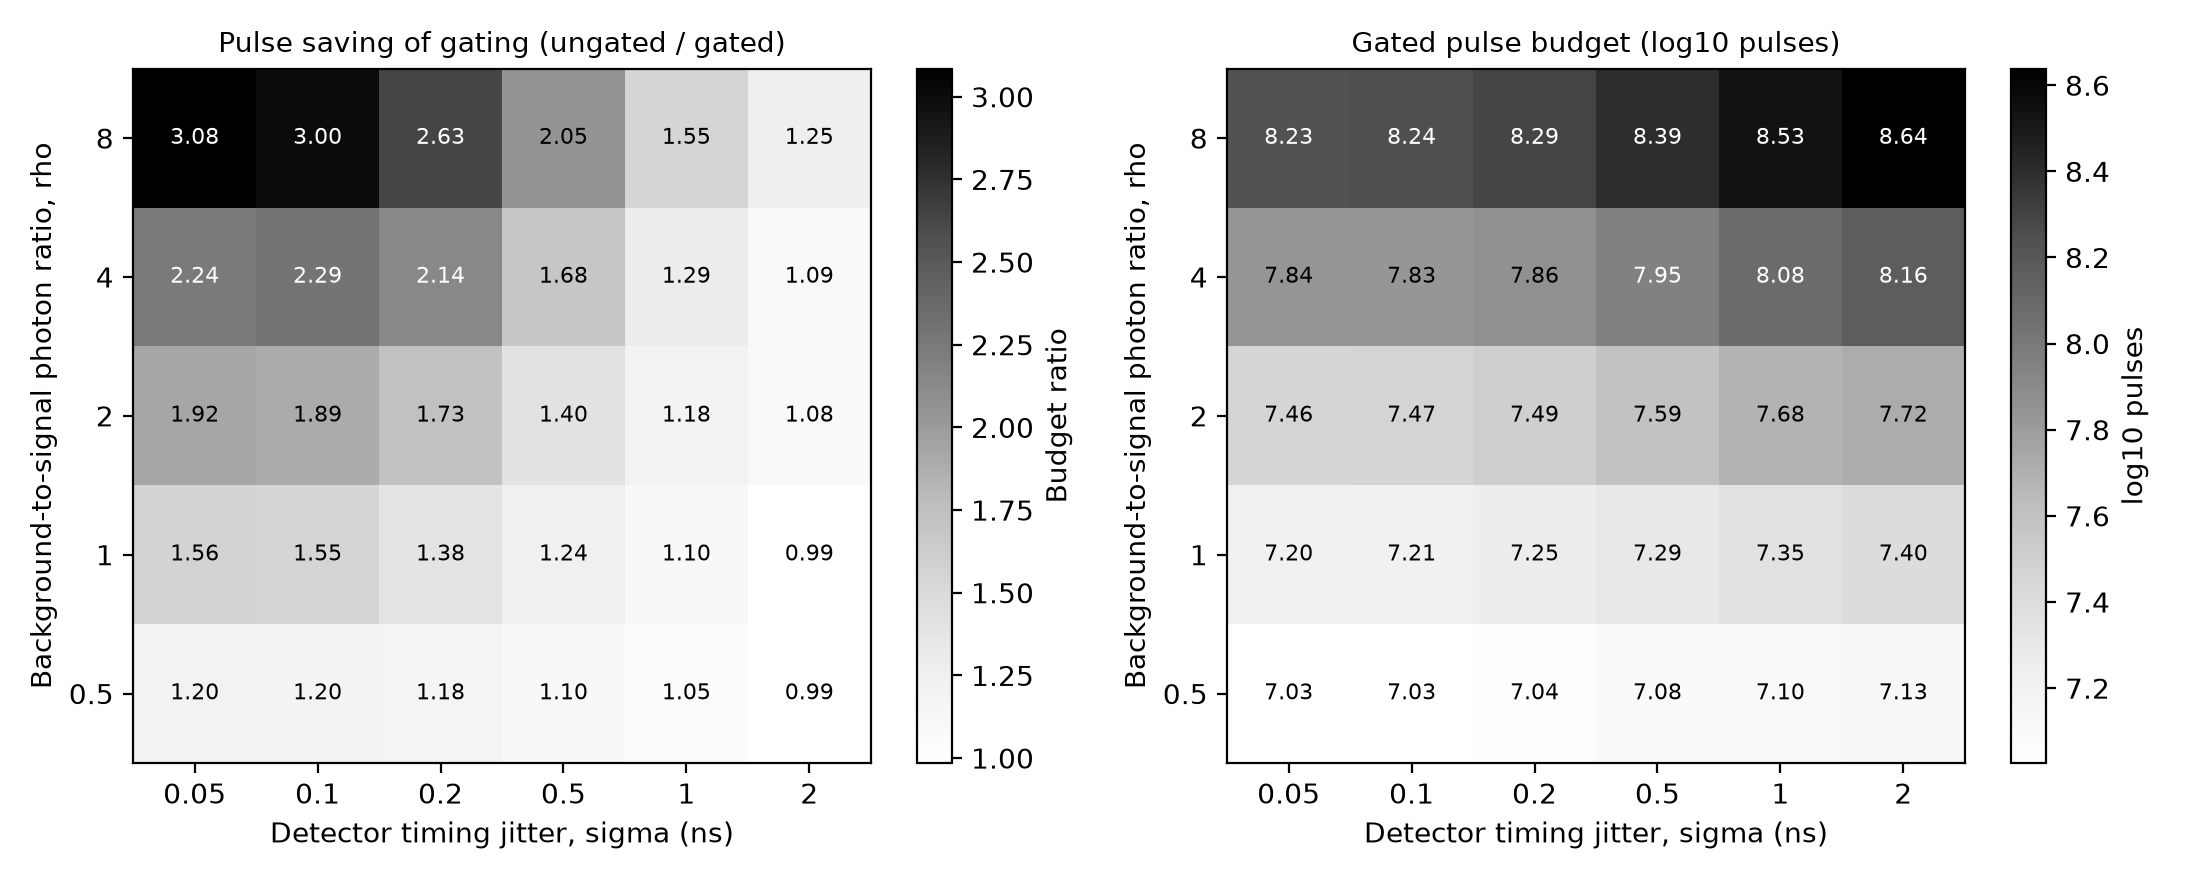 Pulse saving of gating (ungated / gated)
Background-to-signal photon ratio, rho
8 3.08 3.00 2.63 2.05 1.55 1.25
4 2.24 2.29 2.14 1.68 1.29 1.09
2 1.92 1.89 1.73 1.40 1.18 1.08
1 1.56 1.55 1.38 1.24 1.10 0.99
0.5 1.20 1.20 1.18 1.10 1.05 0.99
0.05 0.1 0.2 0.5 1 2
Detector timing jitter, sigma (ns)
3.00
2.75
2.50
2.25
2.00
1.75
1.50
1.25
1.00
Budget ratio
Gated pulse budget (log10 pulses)
Background-to-signal photon ratio, rho
8 8.23 8.24 8.29 8.39 8.53 8.64
4 7.84 7.83 7.86 7.95 8.08 8.16
2 7.46 7.47 7.49 7.59 7.68 7.72
1 7.20 7.21 7.25 7.29 7.35 7.40
0.5 7.03 7.03 7.04 7.08 7.10 7.13
0.05 0.1 0.2 0.5 1 2
Detector timing jitter, sigma (ns)
8.6
8.4
8.2
8.0
7.8
7.6
7.4
7.2
log10 pulses